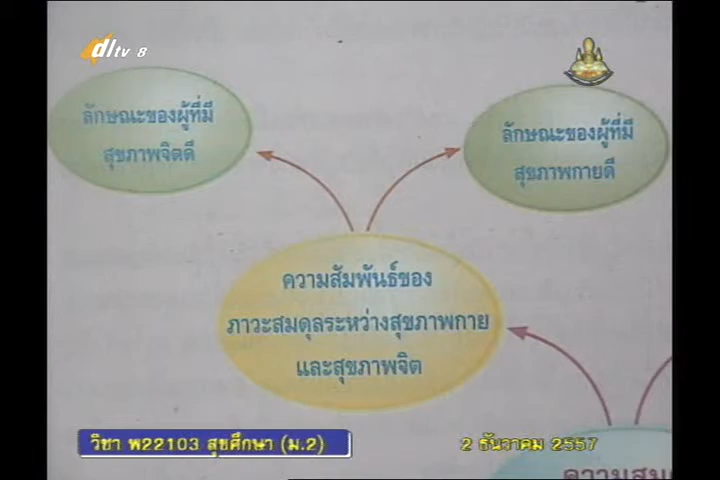 dltv 8
ลักษณะของผู้ที่มี
สุขภาพจิตดี
ลักษณะของผู้ที่มี
สุขภาพกายดี
ความสัมพันธ์ของ
ภาวะสมดุลระหว่างสุขภาพกาย
และสุขภาพจิต
วิชา พ22103 สุขศึกษา (ม.2)
2 ธันวาคม 2557